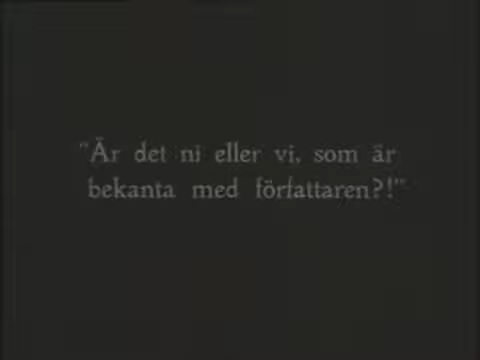 "Är det ni eller vi, som är
bekanta med författaren?!"